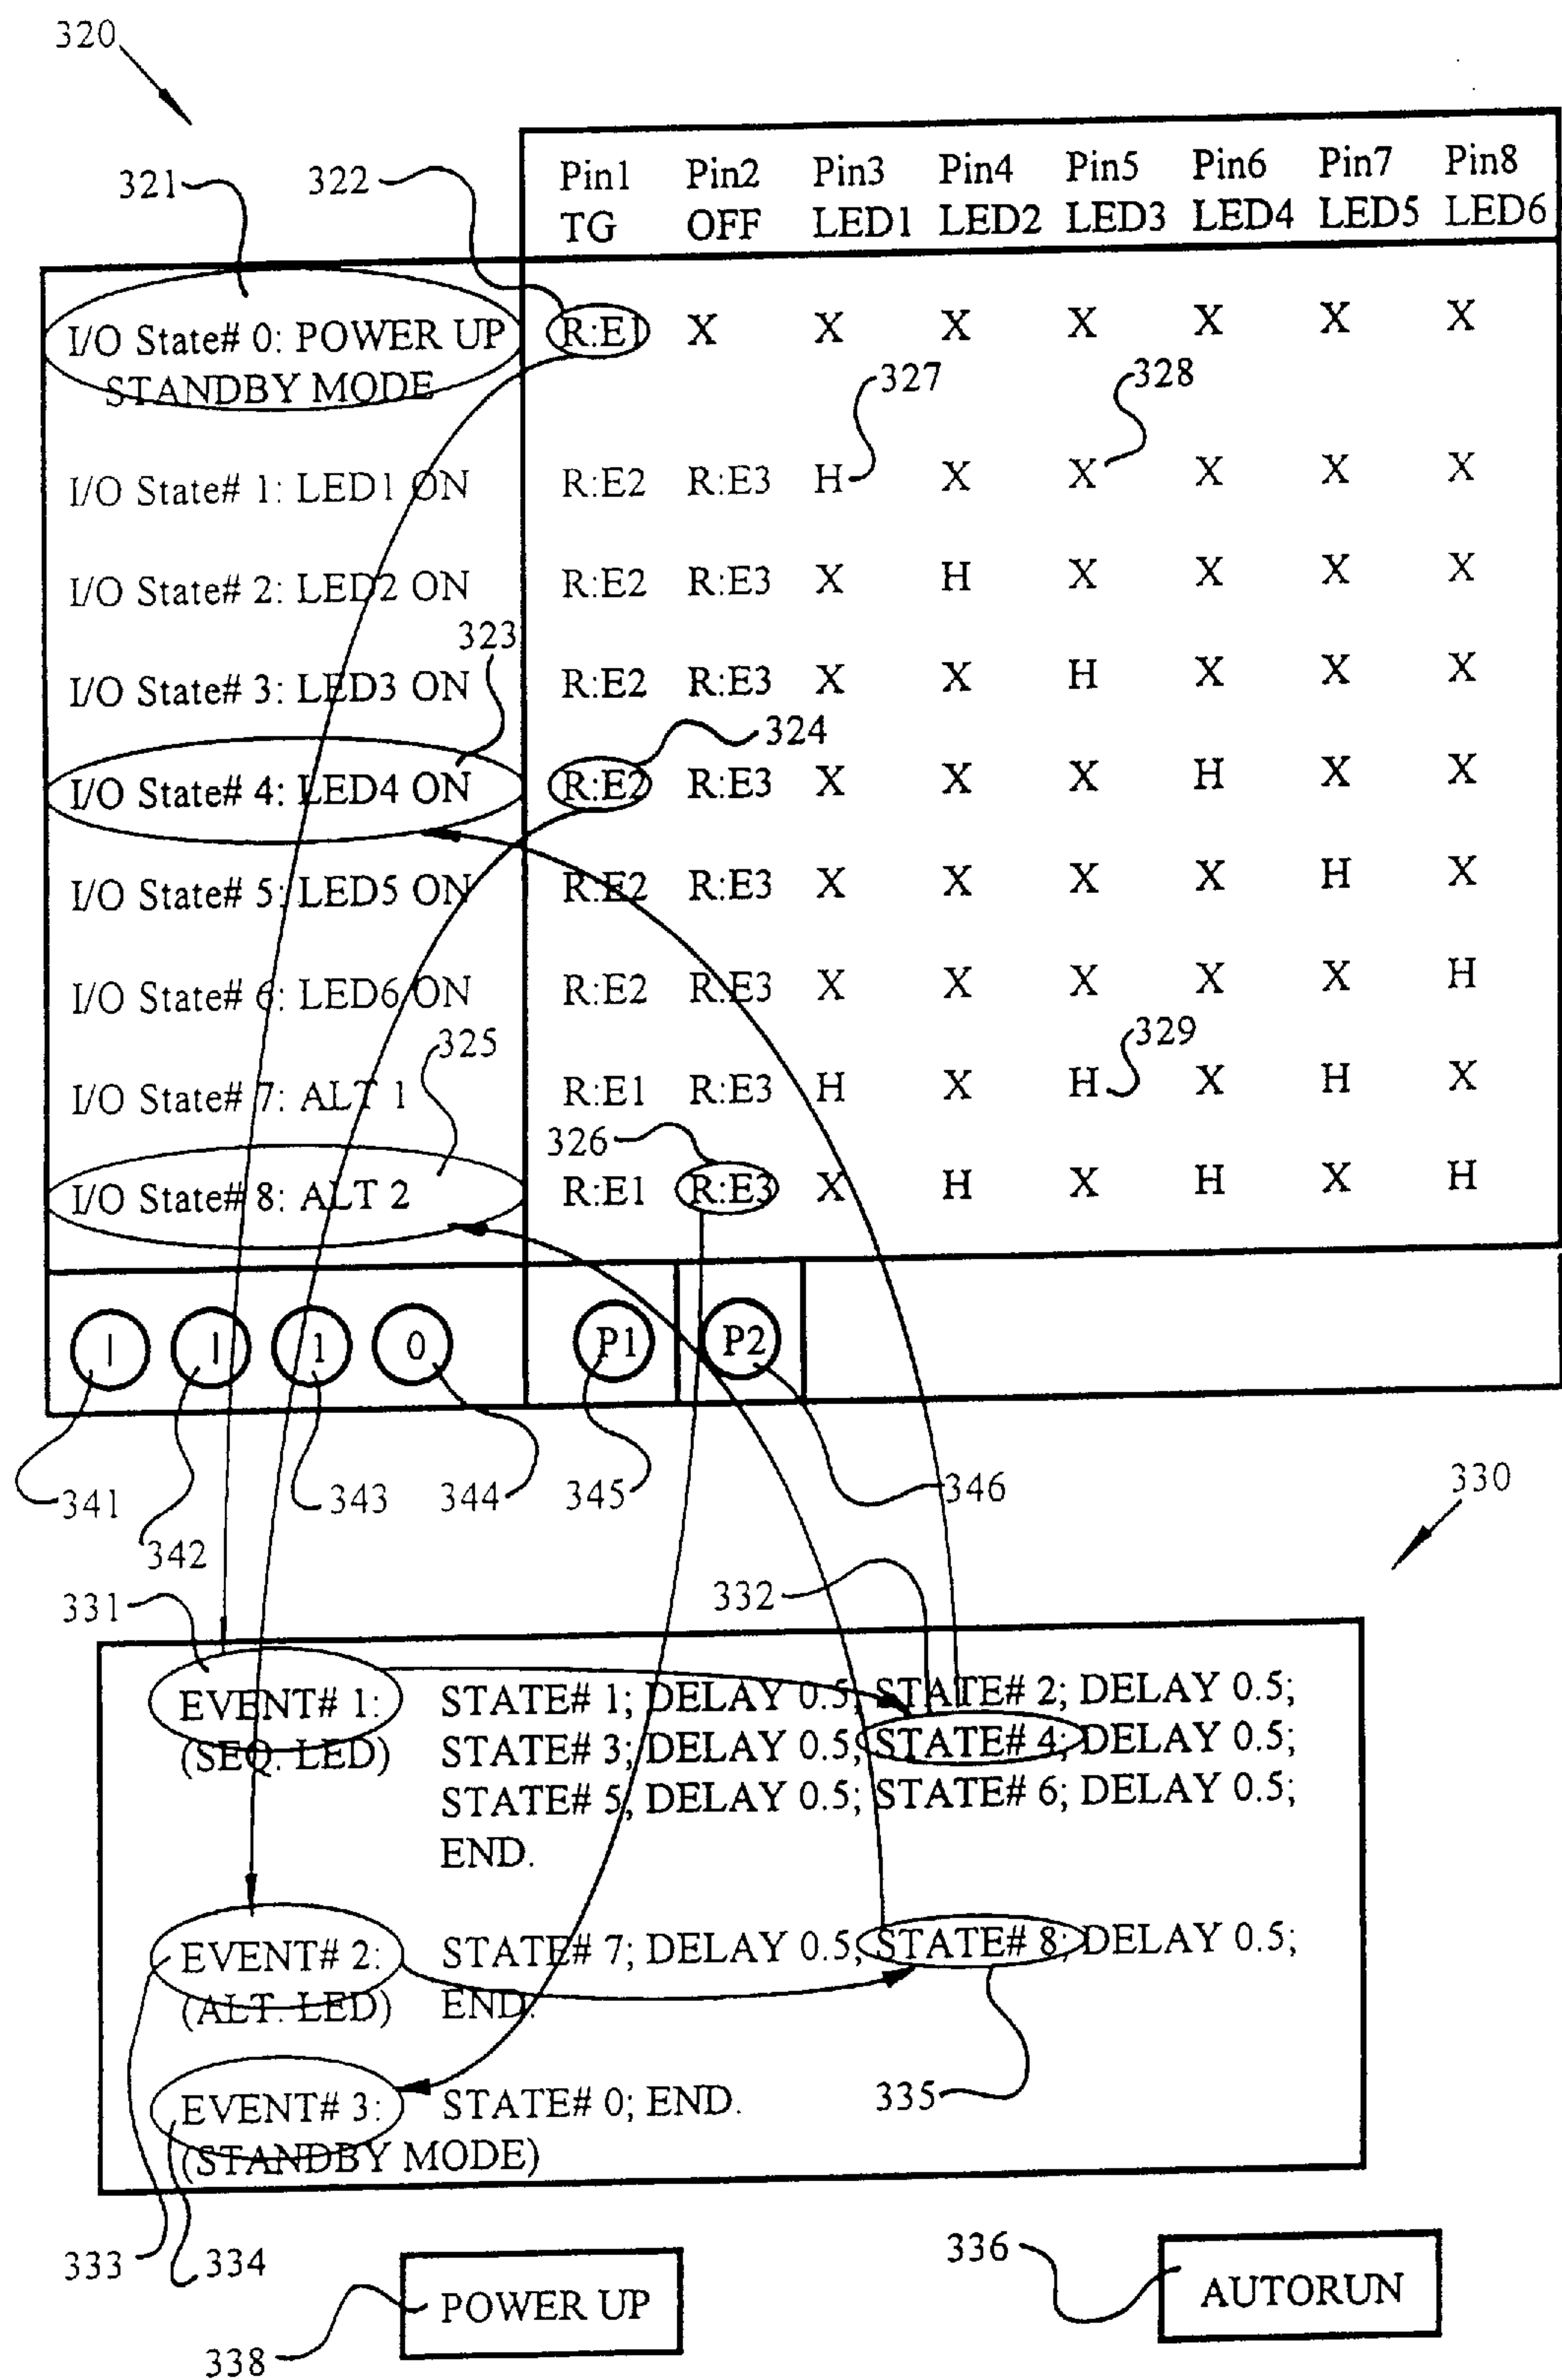 320
321 322 Pin1 Pin2 Pin3 Pin4 Pin5 Pin6 Pin7 Pin8
TG OFF LED1 LED2 LED3 LED4 LED5 LED6
I/O State# 0: POWER UP R:E1 X X X X X X X
STANDBY MODE
327 328
I/O State# 1: LED1 ON R:E2 R:E3 H X X X X X
I/O State# 2: LED2 ON R:E2 R:E3 X H X X X X
323
I/O State# 3: LED3 ON R:E2 R:E3 X X H X X X
324
I/O State# 4: LED4 ON R:E2 R:E3 X X X H X X
I/O State# 5: LED5 ON R:E2 R:E3 X X X X H X
I/O State# 6: LED6 ON R:E2 R:E3 X X X X X H
325 329
I/O State# 7: ALT 1 R:E1 R:E3 H X H X H X
326
I/O State# 8: ALT 2 R:E1 R:E3 X H X H X H
1 1 1 0 P1 P2
341 342 343 344 345 346
330
331 332
EVENT# 1: STATE# 1; DELAY 0.5; STATE# 2; DELAY 0.5;
(SEQ. LED) STATE# 3; DELAY 0.5; STATE# 4; DELAY 0.5;
STATE# 5; DELAY 0.5; STATE# 6; DELAY 0.5;
END.
EVENT# 2: STATE# 7; DELAY 0.5; STATE# 8; DELAY 0.5;
(ALT. LED) END.
335
EVENT# 3: STATE# 0; END.
(STANDBY MODE)
333 334 336
POWER UP AUTORUN
338